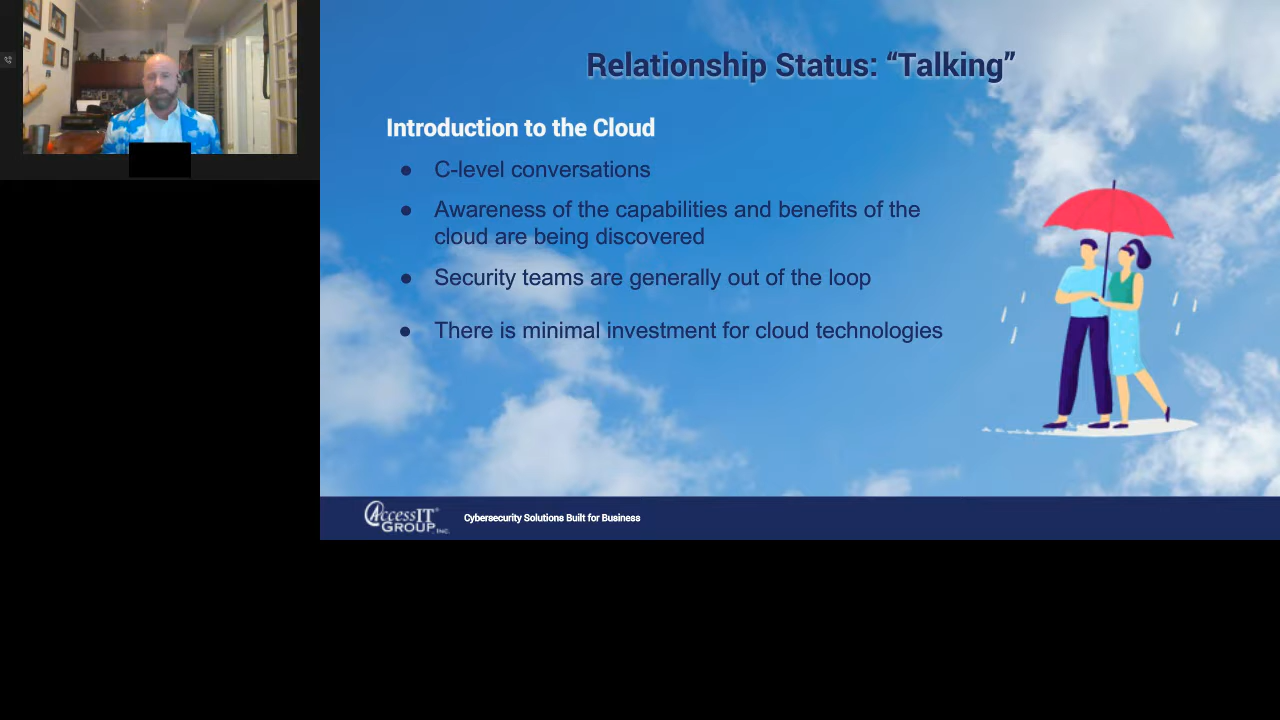 Relationship Status: “Talking”
Introduction to the Cloud
● C-level conversations
● Awareness of the capabilities and benefits of the
cloud are being discovered
● Security teams are generally out of the loop
● There is minimal investment for cloud technologies
AccessIT®
GROUP, INC.
Cybersecurity Solutions Built for Business